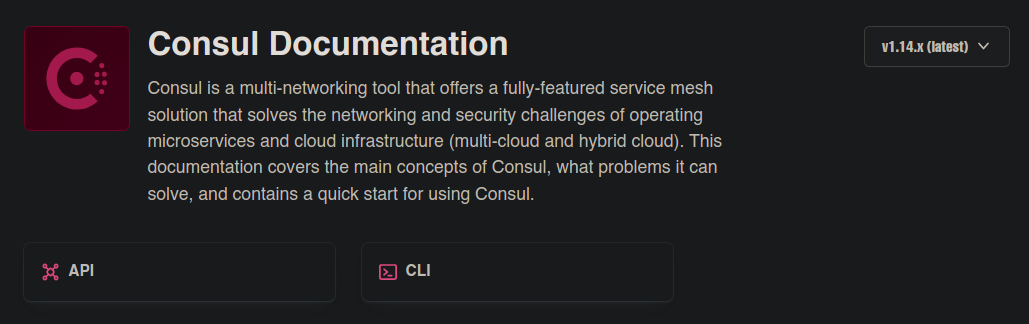 Consul Documentation
v1.14.x (latest)
Consul is a multi-networking tool that offers a fully-featured service mesh
solution that solves the networking and security challenges of operating
microservices and cloud infrastructure (multi-cloud and hybrid cloud). This
documentation covers the main concepts of Consul, what problems it can
solve, and contains a quick start for using Consul.
API
CLI